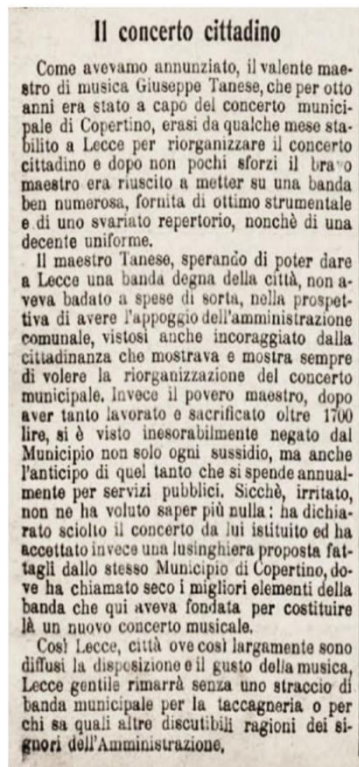 Il concerto cittadino
Come avevamo annunziato, il valente mae-
stro di musica Giuseppe Tanese, che per otto
anni era stato a capo del concerto munici-
pale di Copertino, erasi da qualche mese sta-
bilito a Lecce per riorganizzare il concerto
cittadino e dopo non pochi sforzi il bravo
maestro era riuscito a metter su una banda
ben numerosa, fornita di ottimo strumentale
e di uno svariato repertorio, nonchè di una
decente uniforme.
Il maestro Tanese, sperando di poter dare
a Lecce una banda degna della città, non a-
veva badato a spese di sorta, nella prospet-
tiva di avere l'appoggio dell'amministrazione
comunale, vistosi anche incoraggiato dalla
cittadinanza che mostrava e mostra sempre
di volere la riorganizzazione del concerto
municipale. Invece il povero maestro, dopo
aver tanto lavorato e sacrificato oltre 1700
lire, si è visto inesorabilmente negato dal
Municipio non solo ogni sussidio, ma anche
l'anticipo di quel tanto che si spende annual-
mente per servizi pubblici. Sicchè, irritato,
non ne ha voluto saper più nulla: ha dichia-
rato sciolto il concerto da lui istituito ed ha
accettato invece una lusinghiera proposta fat-
tagli dallo stesso Municipio di Copertino, do-
ve ha chiamato seco i migliori elementi della
banda che qui aveva fondata per costituire
là un nuovo concerto musicale.
Così Lecce, città ove così largamente sono
diffusi la disposizione e il gusto della musica,
Lecce gentile rimarrà senza uno straccio di
banda municipale per la taccagneria o per
chi sa quali altre discutibili ragioni dei si-
gnori dell'Amministrazione.